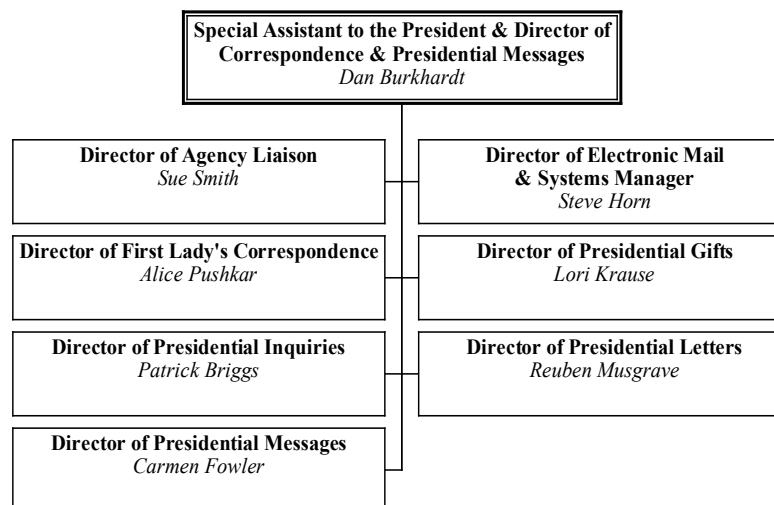 Special Assistant to the President & Director of
Correspondence & Presidential Messages
Dan Burkhardt
Director of Agency Liaison
Sue Smith
Director of Electronic Mail
& Systems Manager
Steve Horn
Director of First Lady's Correspondence
Alice Pushkar
Director of Presidential Gifts
Lori Krause
Director of Presidential Inquiries
Patrick Briggs
Director of Presidential Letters
Reuben Musgrave
Director of Presidential Messages
Carmen Fowler